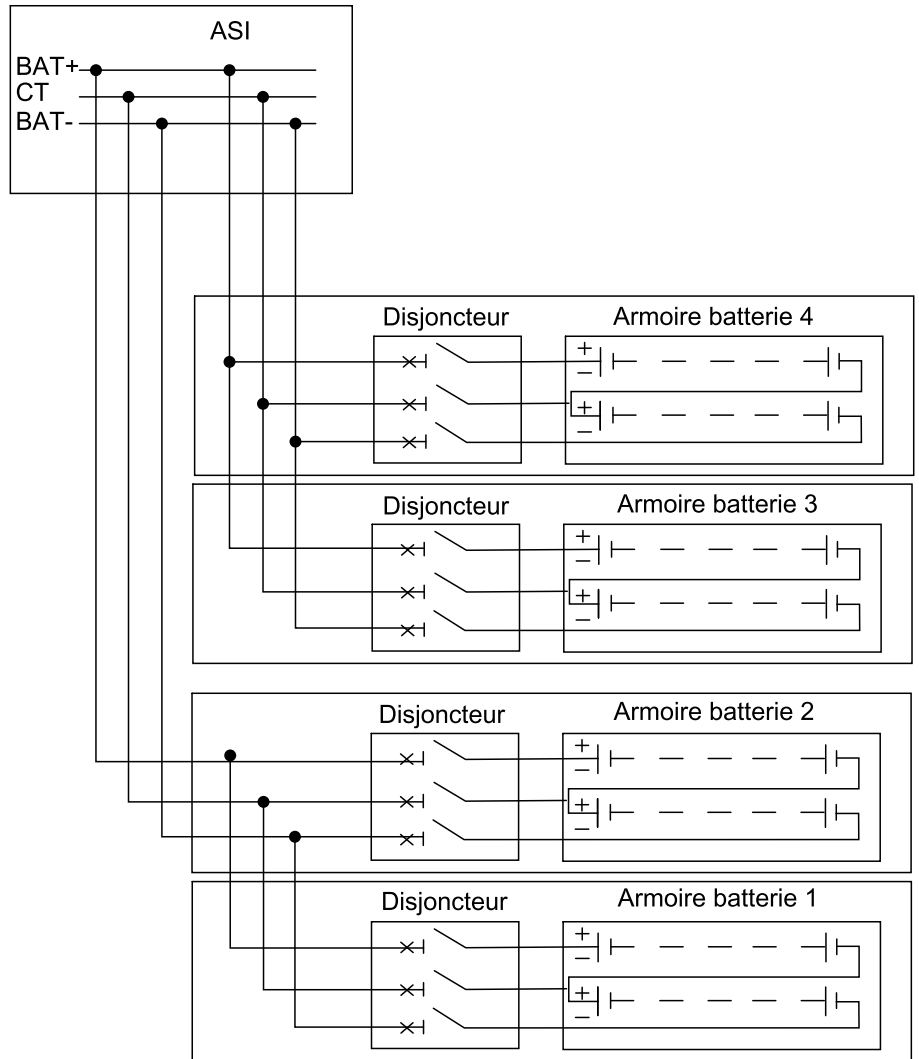 ASI
BAT+
CT
BAT-
Disjoncteur
Armoire batterie 4
+
−
+
−
Disjoncteur
Armoire batterie 3
+
−
+
−
Disjoncteur
Armoire batterie 2
+
−
+
−
Disjoncteur
Armoire batterie 1
+
−
+
−